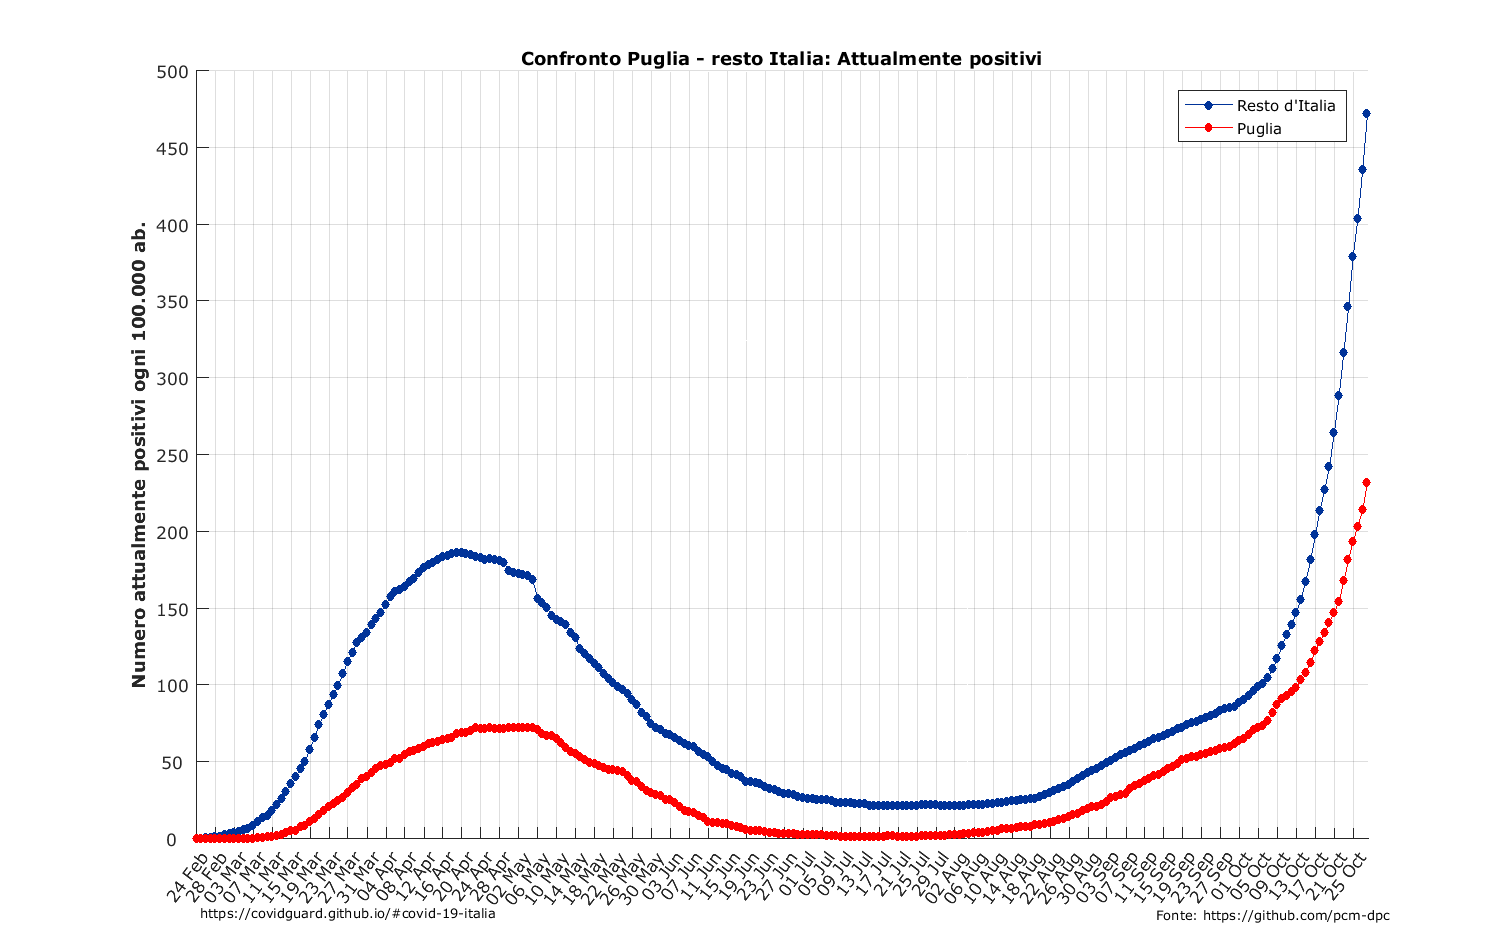 Confronto Puglia - resto Italia: Attualmente positivi
Numero attualmente positivi ogni 100.000 ab.
500
450
400
350
300
250
200
150
100
50
0
Resto d'Italia
Puglia
24 Feb
28 Feb
03 Mar
07 Mar
11 Mar
15 Mar
19 Mar
23 Mar
27 Mar
31 Mar
04 Apr
08 Apr
12 Apr
16 Apr
20 Apr
24 Apr
28 Apr
02 May
06 May
10 May
14 May
18 May
22 May
26 May
30 May
03 Jun
07 Jun
11 Jun
15 Jun
19 Jun
23 Jun
27 Jun
01 Jul
05 Jul
09 Jul
13 Jul
17 Jul
21 Jul
25 Jul
29 Jul
02 Aug
06 Aug
10 Aug
14 Aug
18 Aug
22 Aug
26 Aug
30 Aug
03 Sep
07 Sep
11 Sep
15 Sep
19 Sep
23 Sep
27 Sep
01 Oct
05 Oct
09 Oct
13 Oct
17 Oct
21 Oct
25 Oct
https://covidguard.github.io/#covid-19-italia
Fonte: https://github.com/pcm-dpc